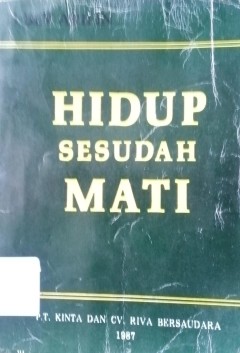 HIDUP
SESUDAH
MATI
P.T. KINTA DAN CV. RIVA BERSAUDARA
1987